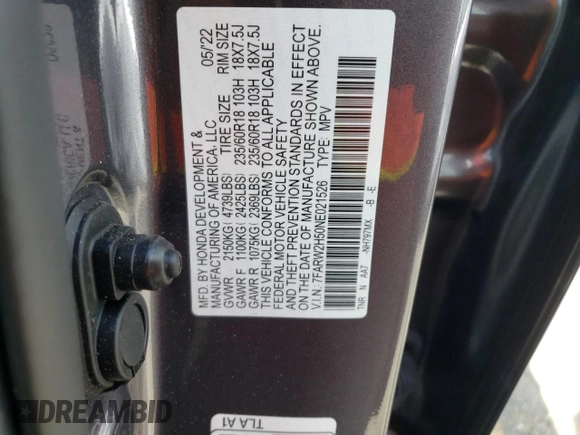 MFD. BY HONDA DEVELOPMENT &
MANUFACTURING OF AMERICA, LLC 05/22
GVWR 2150KG( 4739LBS) TIRE SIZE RIM SIZE
GAWR F 1100KG( 2425LBS) 235/60R18 103H 18X7.5J
GAWR R 1075KG( 2369LBS) 235/60R18 103H 18X7.5J
THIS VEHICLE CONFORMS TO ALL APPLICABLE
FEDERAL MOTOR VEHICLE SAFETY
AND THEFT PREVENTION STANDARDS IN EFFECT
ON THE DATE OF MANUFACTURE SHOWN ABOVE.
V.I.N.: 7FARW2H50NE021526 TYPE: MPV
TNR N AA7 -NH797MX -B -E
TLA A1
DREAMBID